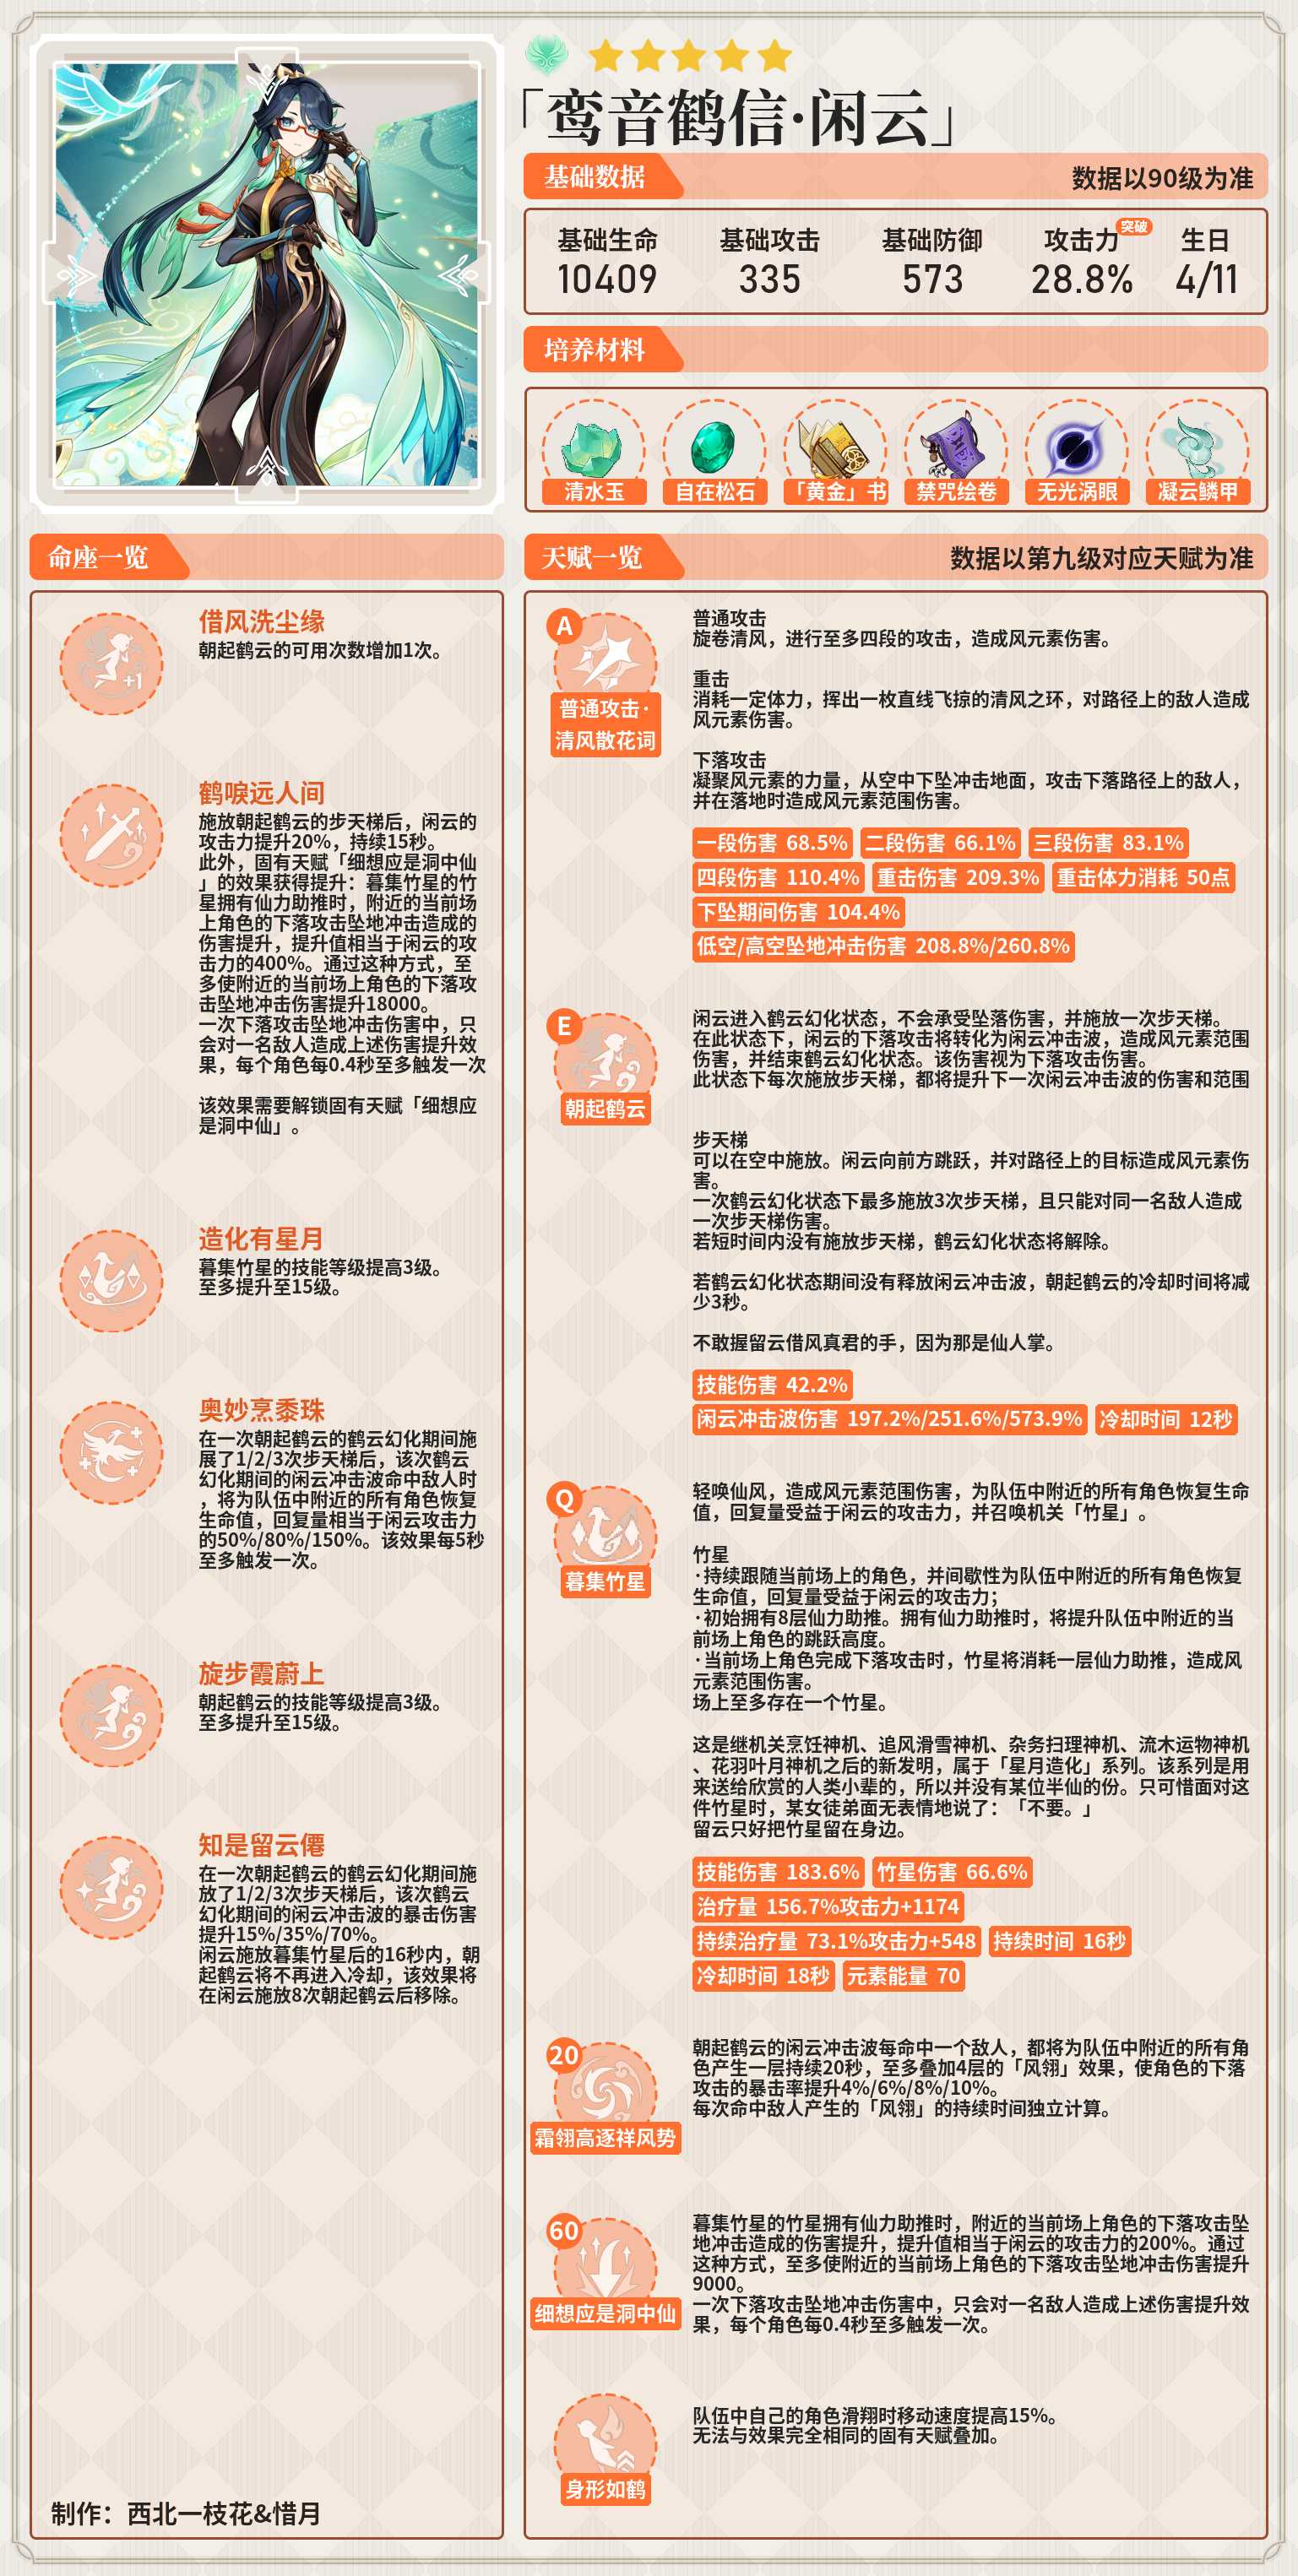 「鸾音鹤信·闲云」
基础数据
数据以90级为准
基础生命
基础攻击
基础防御
攻击力
突破
生日
10409
335
573
28.8%
4/11
培养材料
清水玉
自在松石
「黄金」书
禁咒绘卷
无光涡眼
凝云鳞甲
命座一览
借风洗尘缘
朝起鹤云的可用次数增加1次。
鹤唳远人间
施放朝起鹤云的步天梯后，闲云的
攻击力提升20%，持续15秒。
此外，固有天赋「细想应是洞中仙
」的效果获得提升：暮集竹星的竹
星拥有仙力助推时，附近的当前场
上角色的下落攻击坠地冲击造成的
伤害提升，提升值相当于闲云的攻
击力的400%。通过这种方式，至
多使附近的当前场上角色的下落攻
击坠地冲击伤害提升18000。
一次下落攻击坠地冲击伤害中，只
会对一名敌人造成上述伤害提升效
果，每个角色每0.4秒至多触发一次
该效果需要解锁固有天赋「细想应
是洞中仙」。
造化有星月
暮集竹星的技能等级提高3级。
至多提升至15级。
奥妙烹黍珠
在一次朝起鹤云的鹤云幻化期间施
展了1/2/3次步天梯后，该次鹤云
幻化期间的闲云冲击波命中敌人时
，将为队伍中附近的所有角色恢复
生命值，回复量相当于闲云攻击力
的50%/80%/150%。该效果每5秒
至多触发一次。
旋步霞蔚上
朝起鹤云的技能等级提高3级。
至多提升至15级。
知是留云僊
在一次朝起鹤云的鹤云幻化期间施
放了1/2/3次步天梯后，该次鹤云
幻化期间的闲云冲击波的暴击伤害
提升15%/35%/70%。
闲云施放暮集竹星后的16秒内，朝
起鹤云将不再进入冷却，该效果将
在闲云施放8次朝起鹤云后移除。
制作：西北一枝花&惜月
天赋一览
数据以第九级对应天赋为准
A
普通攻击·
清风散花词
普通攻击
旋卷清风，进行至多四段的攻击，造成风元素伤害。
重击
消耗一定体力，挥出一枚直线飞掠的清风之环，对路径上的敌人造成
风元素伤害。
下落攻击
凝聚风元素的力量，从空中下坠冲击地面，攻击下落路径上的敌人，
并在落地时造成风元素范围伤害。
一段伤害 68.5% 二段伤害 66.1% 三段伤害 83.1%
四段伤害 110.4% 重击伤害 209.3% 重击体力消耗 50点
下坠期间伤害 104.4%
低空/高空坠地冲击伤害 208.8%/260.8%
E
朝起鹤云
闲云进入鹤云幻化状态，不会承受坠落伤害，并施放一次步天梯。
在此状态下，闲云的下落攻击将转化为闲云冲击波，造成风元素范围
伤害，并结束鹤云幻化状态。该伤害视为下落攻击伤害。
此状态下每次施放步天梯，都将提升下一次闲云冲击波的伤害和范围
步天梯
可以在空中施放。闲云向前方跳跃，并对路径上的目标造成风元素伤
害。
一次鹤云幻化状态下最多施放3次步天梯，且只能对同一名敌人造成
一次步天梯伤害。
若短时间内没有施放步天梯，鹤云幻化状态将解除。
若鹤云幻化状态期间没有释放闲云冲击波，朝起鹤云的冷却时间将减
少3秒。
不敢握留云借风真君的手，因为那是仙人掌。
技能伤害 42.2%
闲云冲击波伤害 197.2%/251.6%/573.9% 冷却时间 12秒
Q
暮集竹星
轻唤仙风，造成风元素范围伤害，为队伍中附近的所有角色恢复生命
值，回复量受益于闲云的攻击力，并召唤机关「竹星」。
竹星
·持续跟随当前场上的角色，并间歇性为队伍中附近的所有角色恢复
生命值，回复量受益于闲云的攻击力；
·初始拥有8层仙力助推。拥有仙力助推时，将提升队伍中附近的当
前场上角色的跳跃高度。
·当前场上角色完成下落攻击时，竹星将消耗一层仙力助推，造成风
元素范围伤害。
场上至多存在一个竹星。
这是继机关烹饪神机、追风滑雪神机、杂务扫理神机、流木运物神机
、花羽叶月神机之后的新发明，属于「星月造化」系列。该系列是用
来送给欣赏的人类小辈的，所以并没有某位半仙的份。只可惜面对这
件竹星时，某女徒弟面无表情地说了：「不要。」
留云只好把竹星留在身边。
技能伤害 183.6% 竹星伤害 66.6%
治疗量 156.7%攻击力+1174
持续治疗量 73.1%攻击力+548 持续时间 16秒
冷却时间 18秒 元素能量 70
20
霜翎高逐祥风势
朝起鹤云的闲云冲击波每命中一个敌人，都将为队伍中附近的所有角
色产生一层持续20秒，至多叠加4层的「风翎」效果，使角色的下落
攻击的暴击率提升4%/6%/8%/10%。
每次命中敌人产生的「风翎」的持续时间独立计算。
60
细想应是洞中仙
暮集竹星的竹星拥有仙力助推时，附近的当前场上角色的下落攻击坠
地冲击造成的伤害提升，提升值相当于闲云的攻击力的200%。通过
这种方式，至多使附近的当前场上角色的下落攻击坠地冲击伤害提升
9000。
一次下落攻击坠地冲击伤害中，只会对一名敌人造成上述伤害提升效
果，每个角色每0.4秒至多触发一次。
身形如鹤
队伍中自己的角色滑翔时移动速度提高15%。
无法与效果完全相同的固有天赋叠加。
+1